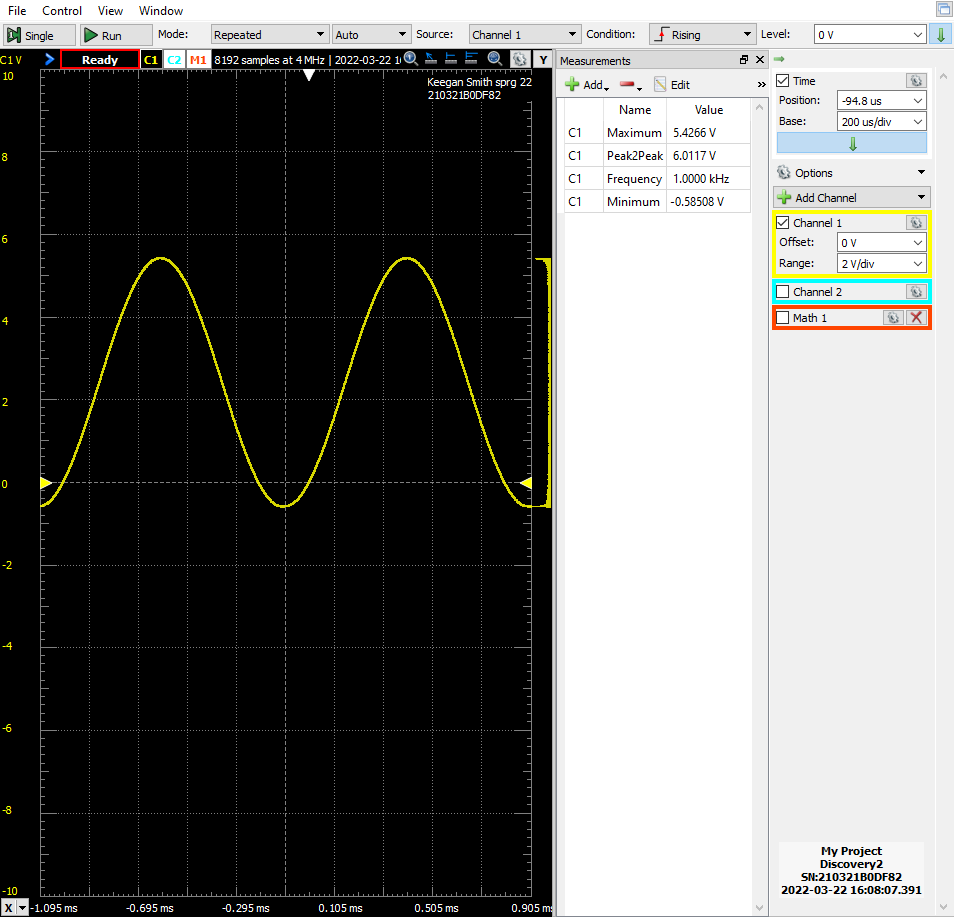 File Control View Window
Single Run Mode: Repeated Auto Source: Channel 1 Condition: Rising Level: 0 V
C1 V Ready C1 C2 M1 8192 samples at 4 MHz | 2022-03-22 1 Y
Keegan Smith sprg 22
210321B0DF82
10
8
6
4
2
0
-2
-4
-6
-8
-10
X -1.095 ms -0.695 ms -0.295 ms 0.105 ms 0.505 ms 0.905 ms
Measurements
Add Edit »
Name Value
C1 Maximum 5.4266 V
C1 Peak2Peak 6.0117 V
C1 Frequency 1.0000 kHz
C1 Minimum -0.58508 V
Time
Position: -94.8 us
Base: 200 us/div
Options
Add Channel
Channel 1
Offset: 0 V
Range: 2 V/div
Channel 2
Math 1
My Project
Discovery2
SN:210321B0DF82
2022-03-22 16:08:07.391